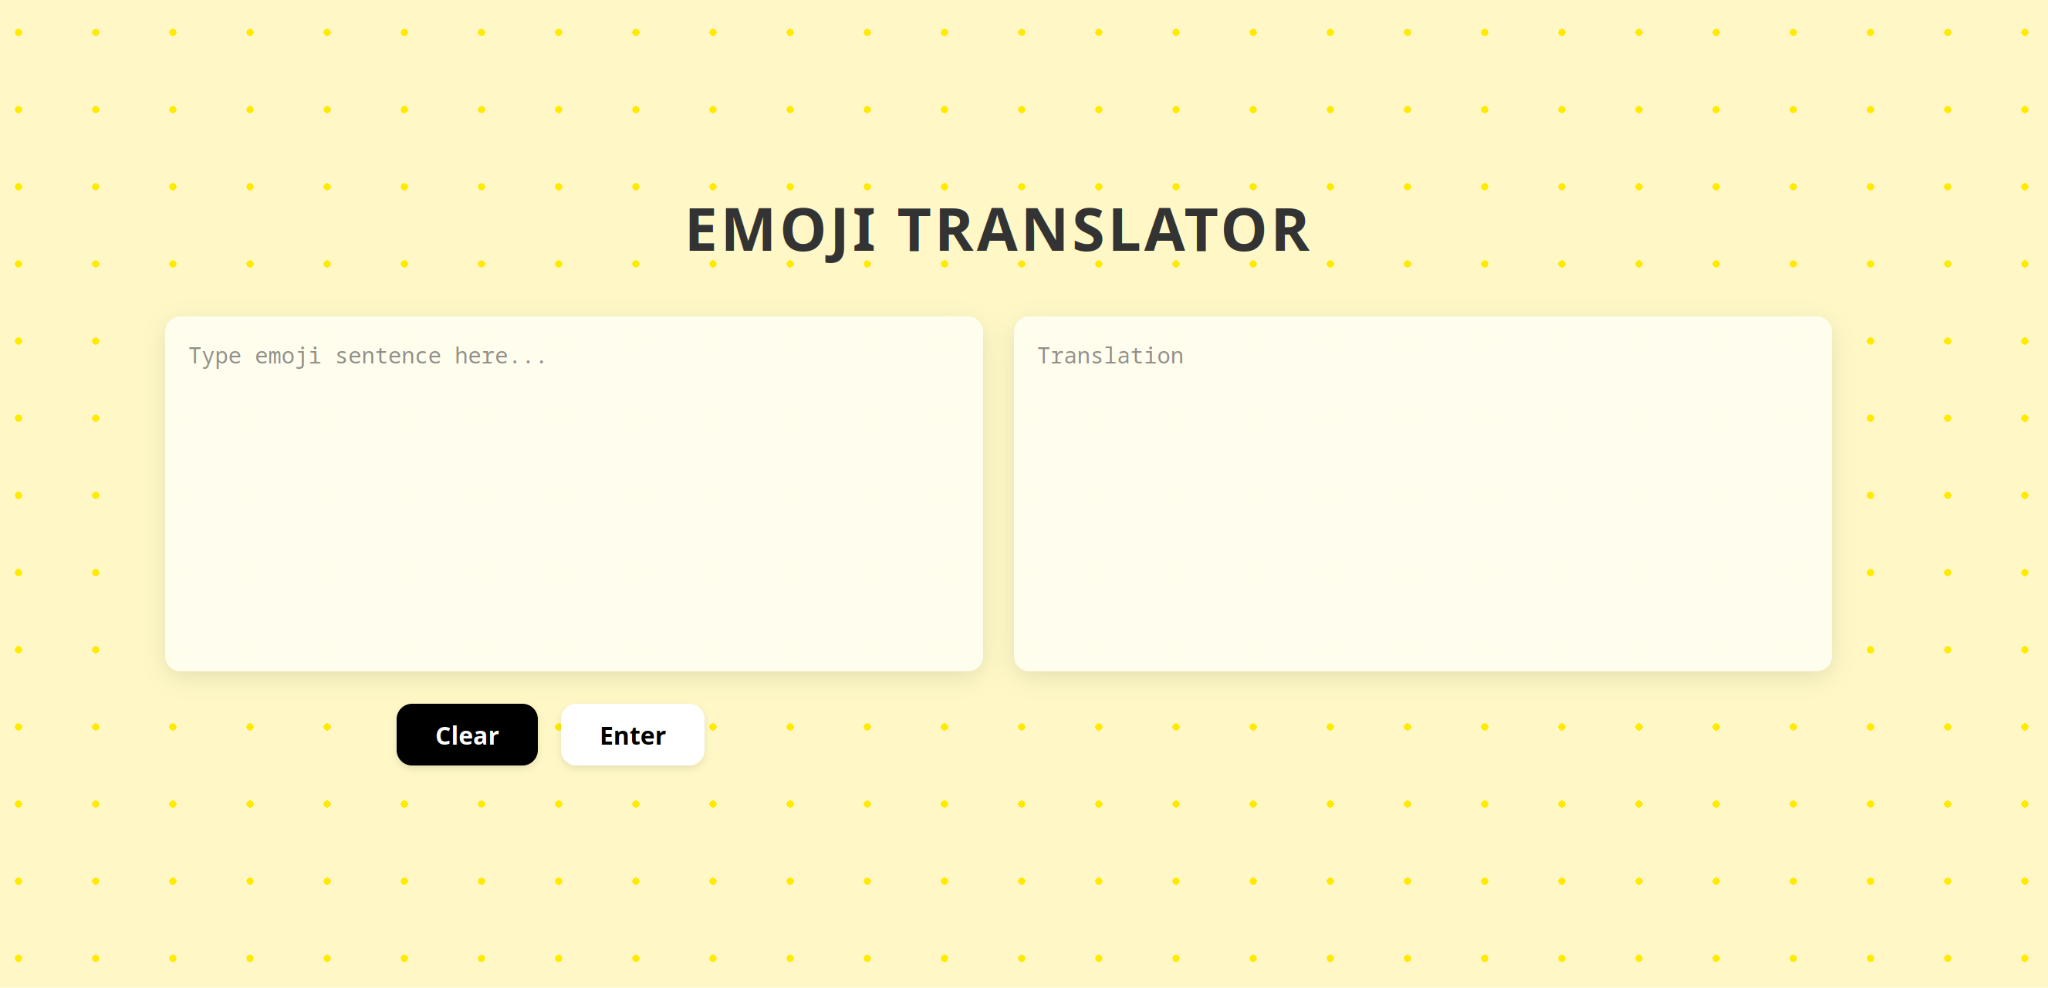 EMOJI TRANSLATOR
Type emoji sentence here...
Translation
Clear
Enter